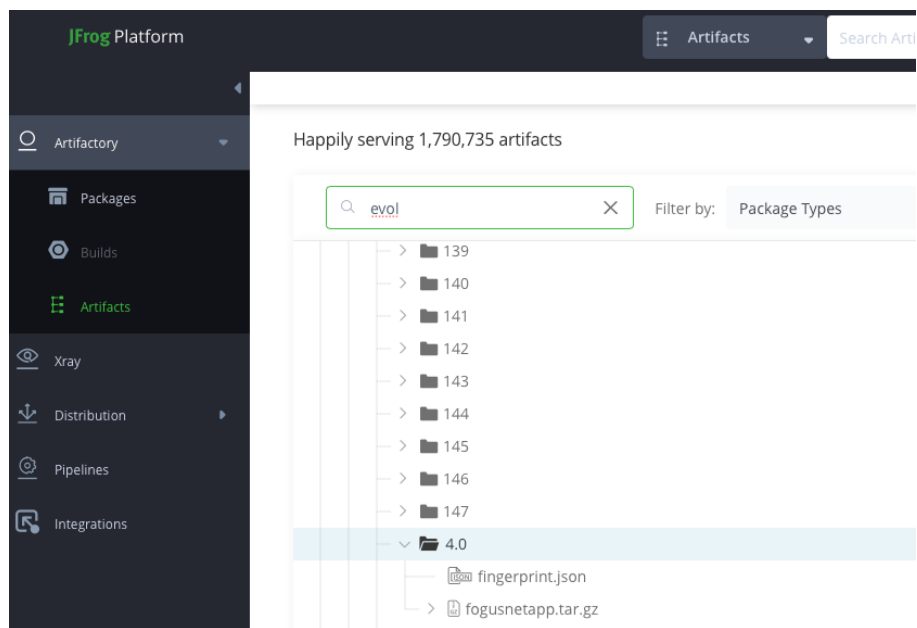 JFrog Platform
Artifacts
Search Arti
Artifactory
Packages
Builds
Artifacts
Xray
Distribution
Pipelines
Integrations
Happily serving 1,790,735 artifacts
evol
Filter by:
Package Types
139
140
141
142
143
144
145
146
147
4.0
JSON
fingerprint.json
fogusnetapp.tar.gz